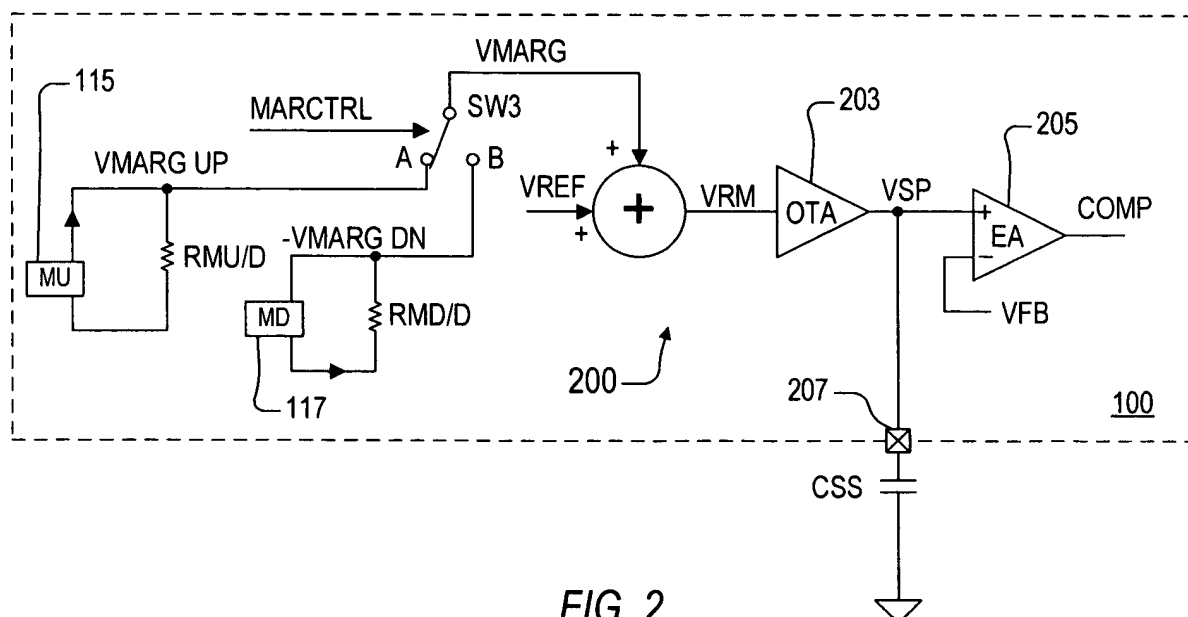 VMARG
115
203
MARCTRL
SW3
205
A
B
VMARG UP
+
VREF
+
+
VRM
OTA
VSP
+
EA
-
COMP
-VMARG DN
MU
RMU/D
MD
RMD/D
VFB
200
117
207
100
CSS
FIG. 2